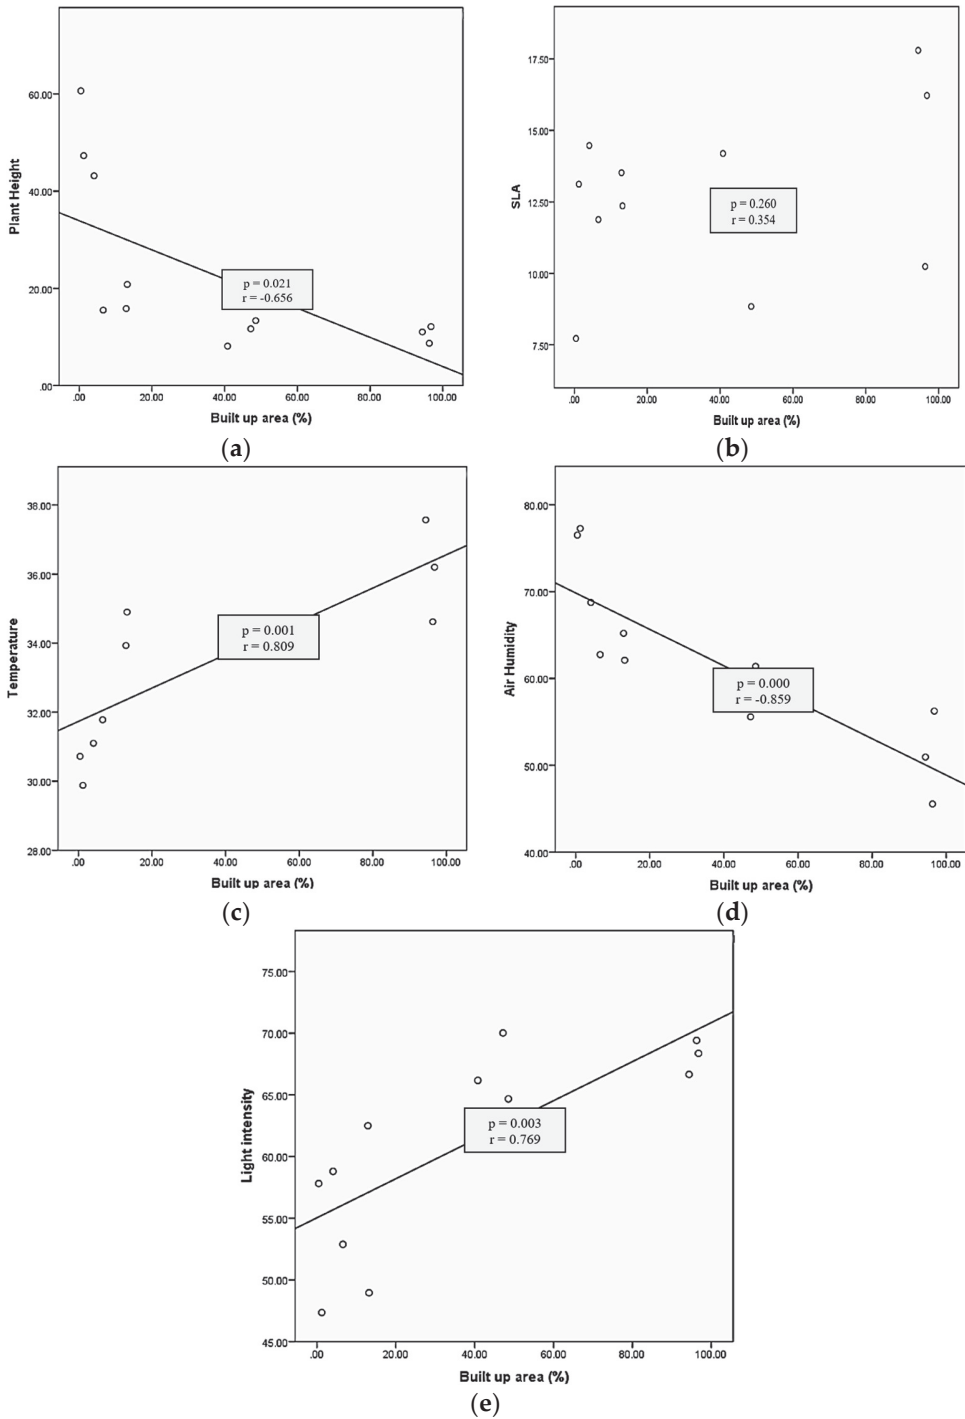 60.00
40.00
20.00
.00
Plant Height
p = 0.021
r = -0.656
.00 20.00 40.00 60.00 80.00 100.00
Built up area (%)
(a)
17.50
15.00
12.50
10.00
7.50
SLA
p = 0.260
r = 0.354
.00 20.00 40.00 60.00 80.00 100.00
Built up area (%)
(b)
38.00
36.00
34.00
32.00
30.00
28.00
Temperature
p = 0.001
r = 0.809
.00 20.00 40.00 60.00 80.00 100.00
Built up area (%)
(c)
80.00
70.00
60.00
50.00
40.00
Air Humidity
p = 0.000
r = -0.859
.00 20.00 40.00 60.00 80.00 100.00
Built up area (%)
(d)
75.00
70.00
65.00
60.00
55.00
50.00
45.00
Light intensity
p = 0.003
r = 0.769
.00 20.00 40.00 60.00 80.00 100.00
Built up area (%)
(e)